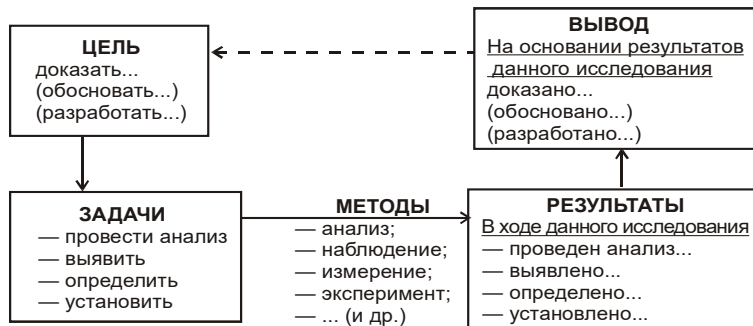 ЦЕЛЬ
доказать...
(обосновать...)
(разработать...)
ВЫВОД
На основании результатов
данного исследования
доказано...
(обосновано...)
(разработано...)
ЗАДАЧИ
— провести анализ
— выявить
— определить
— установить
МЕТОДЫ
— анализ;
— наблюдение;
— измерение;
— эксперимент;
— ... (и др.)
РЕЗУЛЬТАТЫ
В ходе данного исследования
— проведен анализ...
— выявлено...
— определено...
— установлено...